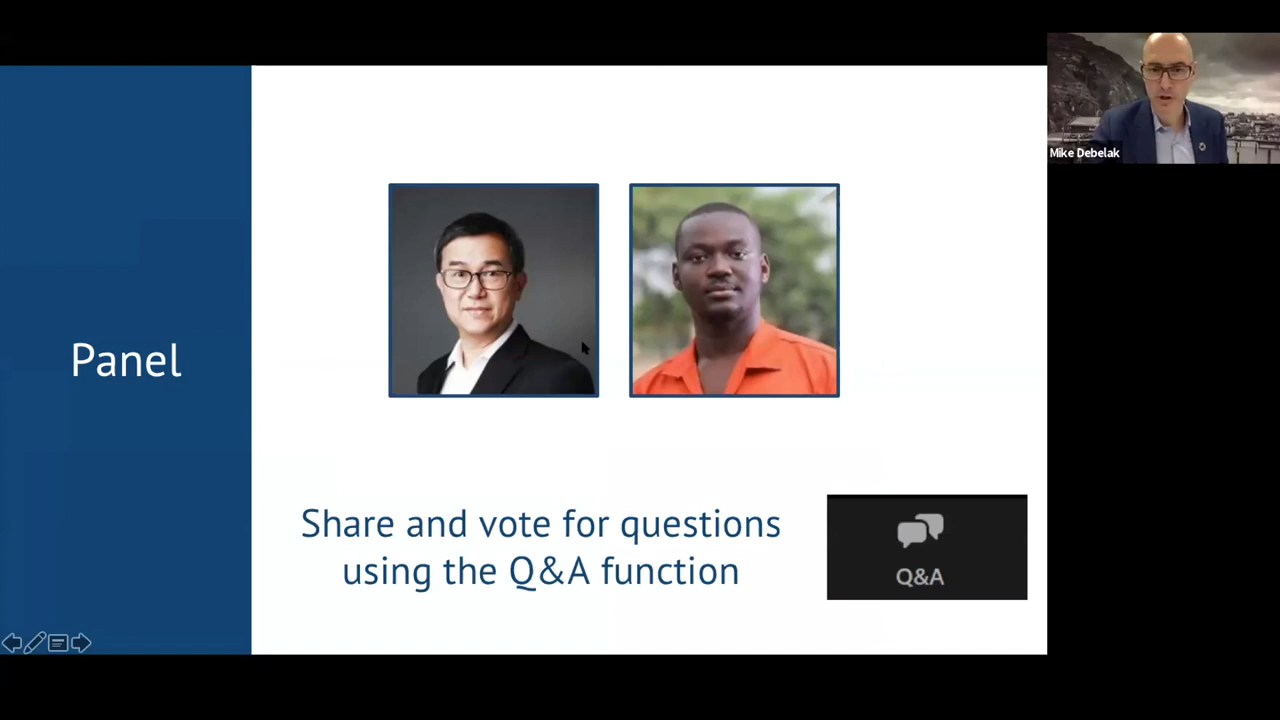 Mike Debelak
Panel
Share and vote for questions
using the Q&A function
Q&A